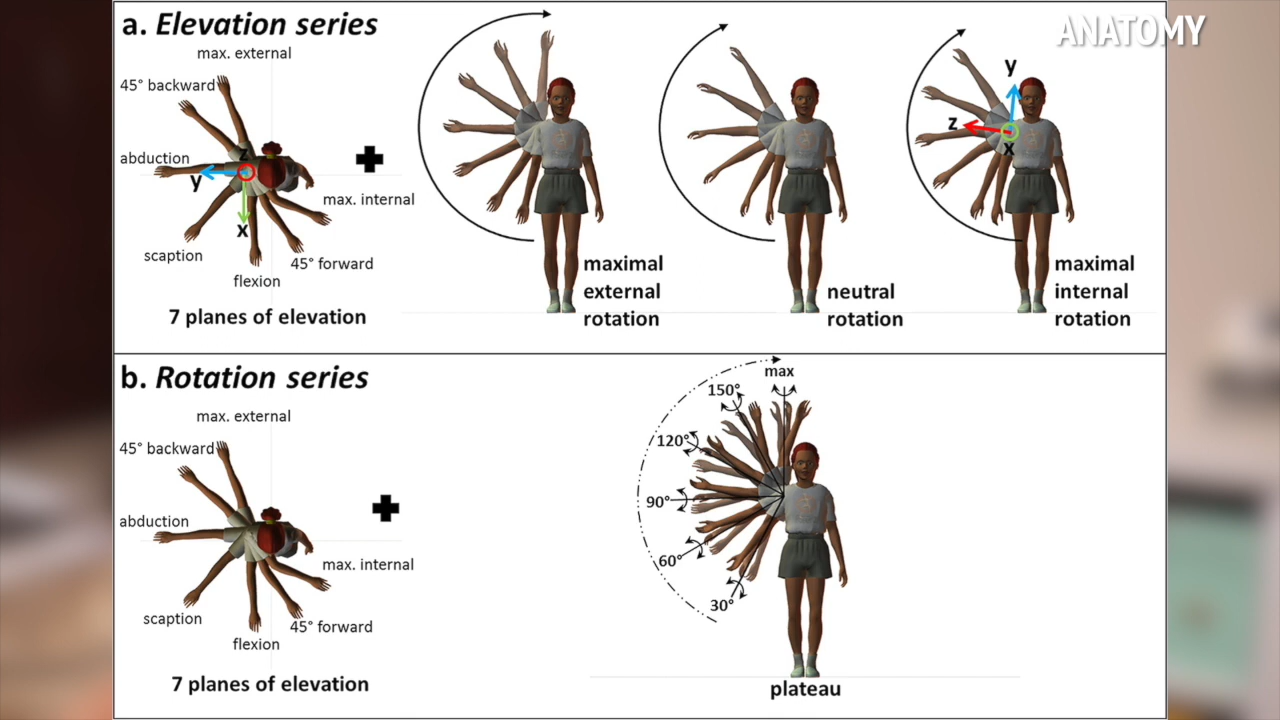 a. Elevation series
ANATOMY
max. external
45° backward
abduction
z
y
x
max. internal
scaption
45° forward
flexion
7 planes of elevation
maximal
external
rotation
neutral
rotation
y
z
x
maximal
internal
rotation
b. Rotation series
max. external
45° backward
abduction
max. internal
scaption
45° forward
flexion
7 planes of elevation
max
150°
120°
90°
60°
30°
plateau